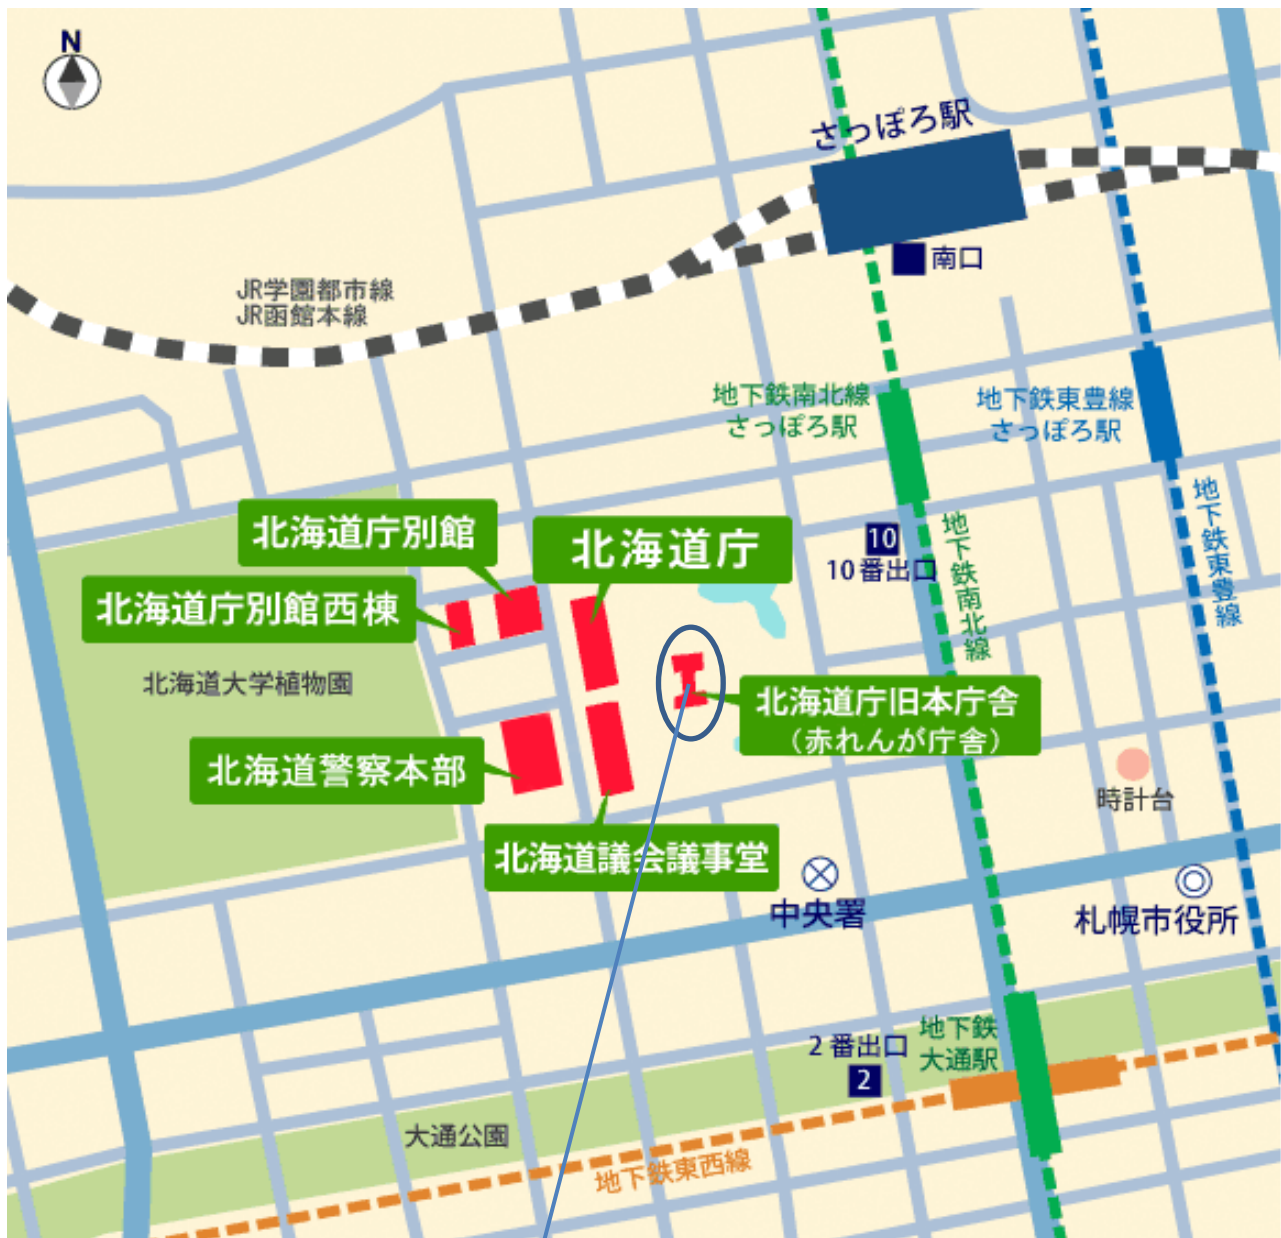 N
さっぽろ駅
南口
JR学園都市線
JR函館本線
地下鉄南北線
さっぽろ駅
地下鉄東豊線
さっぽろ駅
地下鉄東豊線
北海道庁別館
北海道庁
10
10番出口
地下鉄南北線
北海道庁別館西棟
北海道大学植物園
北海道庁旧本庁舎
（赤れんが庁舎）
北海道警察本部
時計台
北海道議会議事堂
中央署
札幌市役所
2番出口
2
地下鉄
大通駅
大通公園
地下鉄東西線